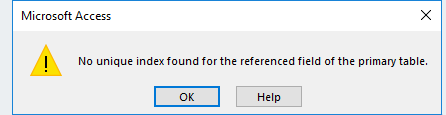 Microsoft Access
No unique index found for the referenced field of the primary table.
OK Help